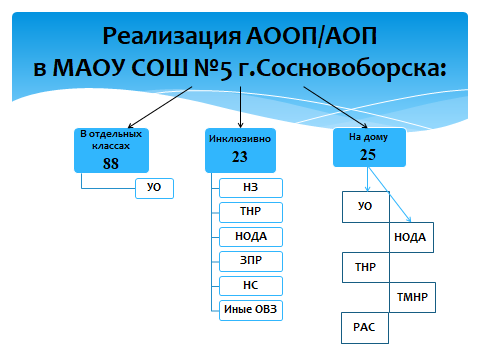 Реализация АООП/АОП
в МАОУ СОШ №5 г.Сосновоборска:
В отдельных
классах
88
УО
Инклюзивно
23
НЗ
ТНР
НОДА
ЗПР
НС
Иные ОВЗ
На дому
25
УО
НОДА
ТНР
ТМНР
РАС